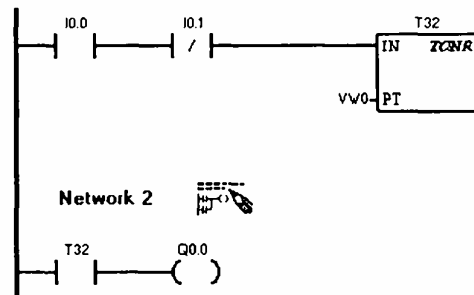 I0.0 I0.1 T32
/
IN TONR
VW0 PT
Network 2
T32 Q0.0